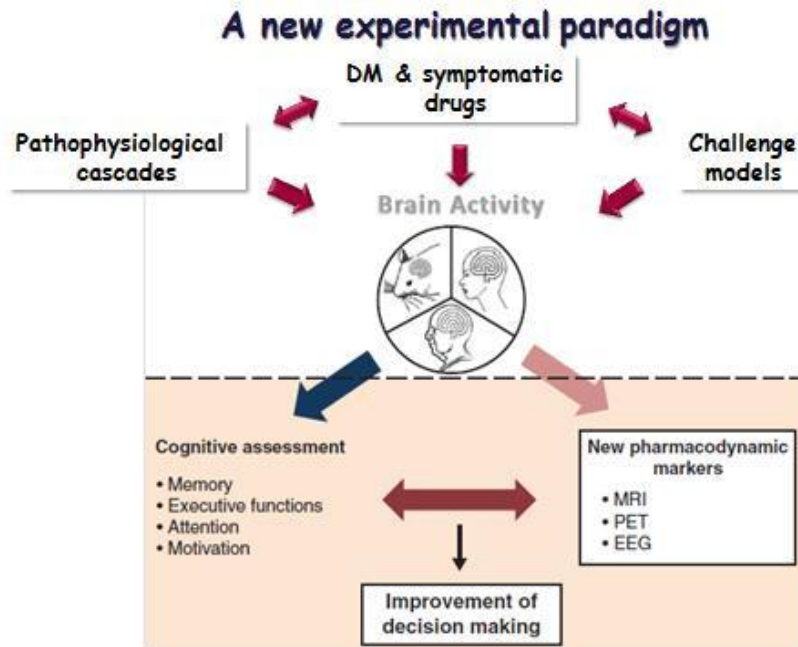 A new experimental paradigm
DM & symptomatic
drugs
Pathophysiological
cascades
Challenge
models
Brain Activity
Cognitive assessment
• Memory
• Executive functions
• Attention
• Motivation
New pharmacodynamic
markers
• MRI
• PET
• EEG
Improvement of
decision making